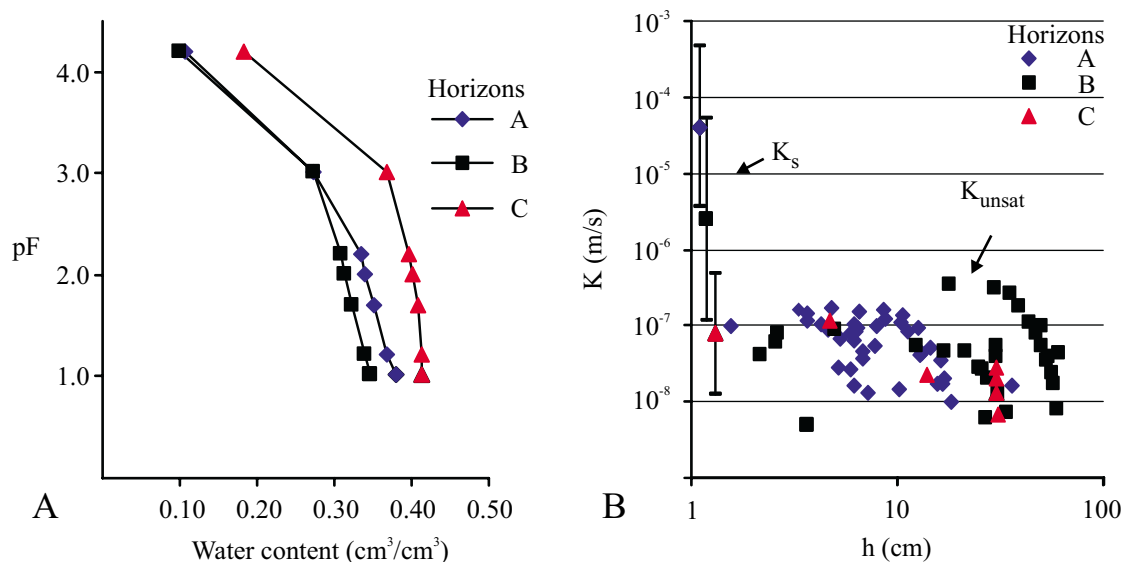 4.0
3.0
2.0
1.0
pF
0.10 0.20 0.30 0.40 0.50
Water content (cm³/cm³)
Horizons
A
B
C
A
10⁻³
10⁻⁴
10⁻⁵
10⁻⁶
10⁻⁷
10⁻⁸
K (m/s)
1 10 100
h (cm)
Horizons
A
B
C
Kₛ
K_unsat
B